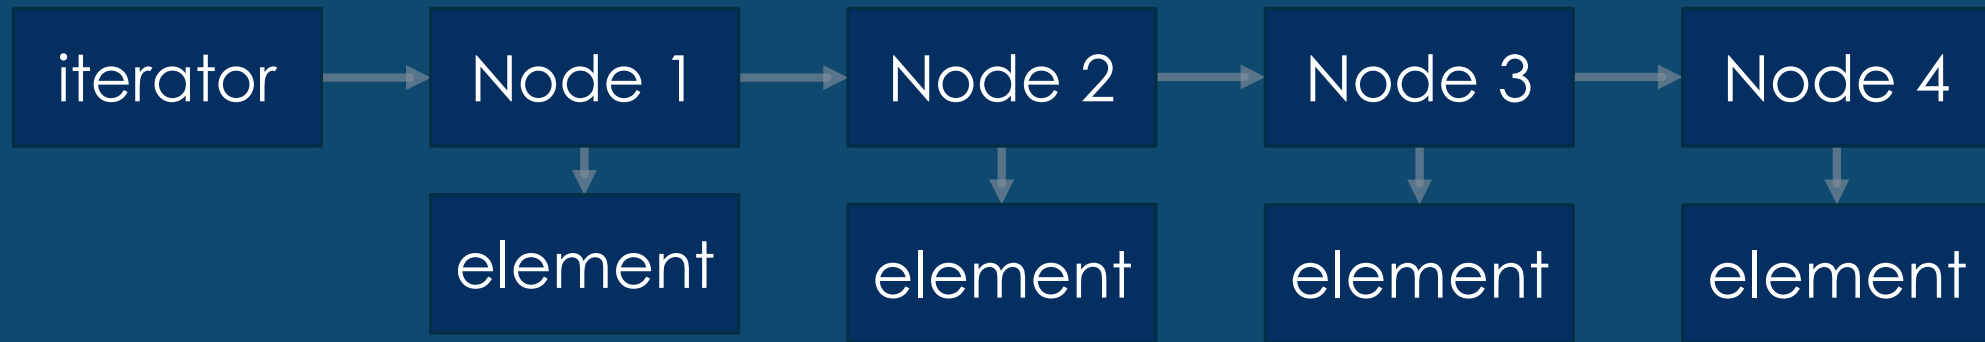 iterator
Node 1
Node 2
Node 3
Node 4
element
element
element
element